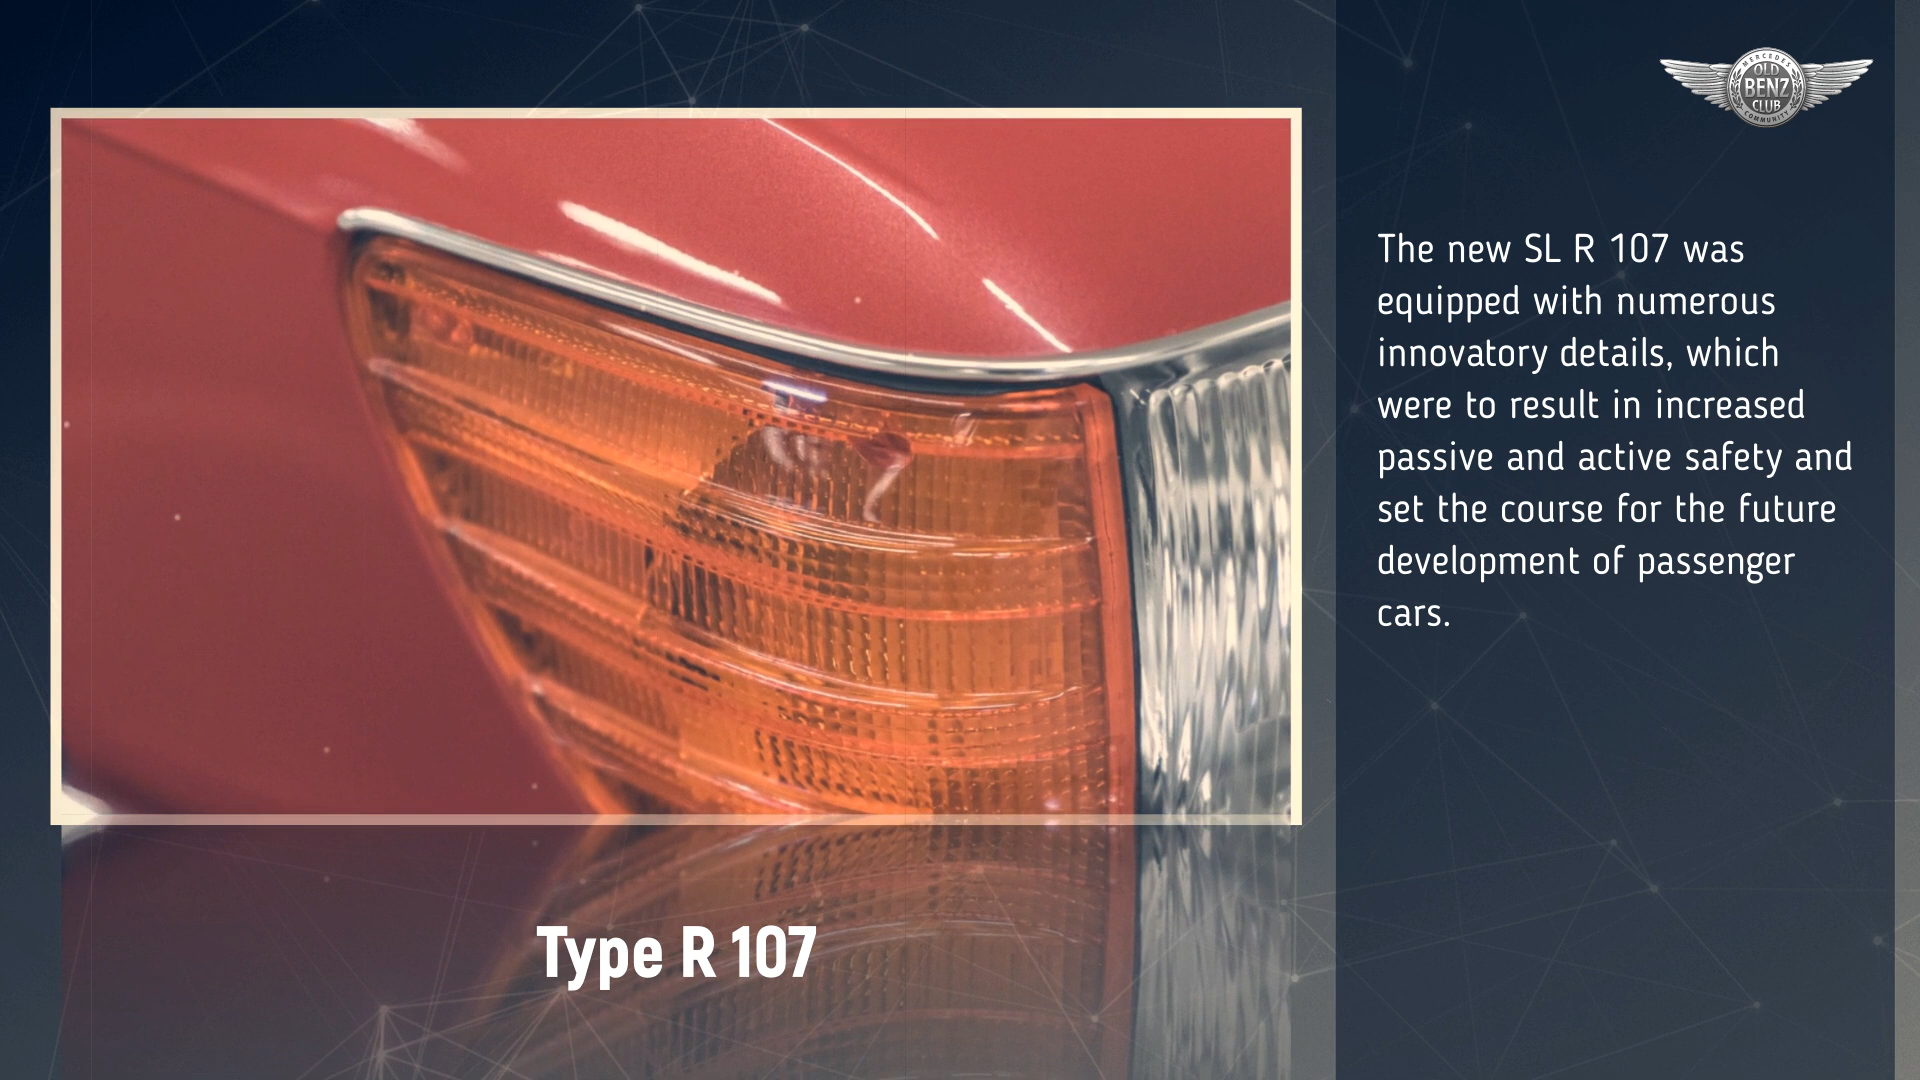 MERCEDES
OLD
BENZ
CLUB
COMMUNITY
The new SL R 107 was
equipped with numerous
innovatory details, which
were to result in increased
passive and active safety and
set the course for the future
development of passenger
cars.
Type R 107